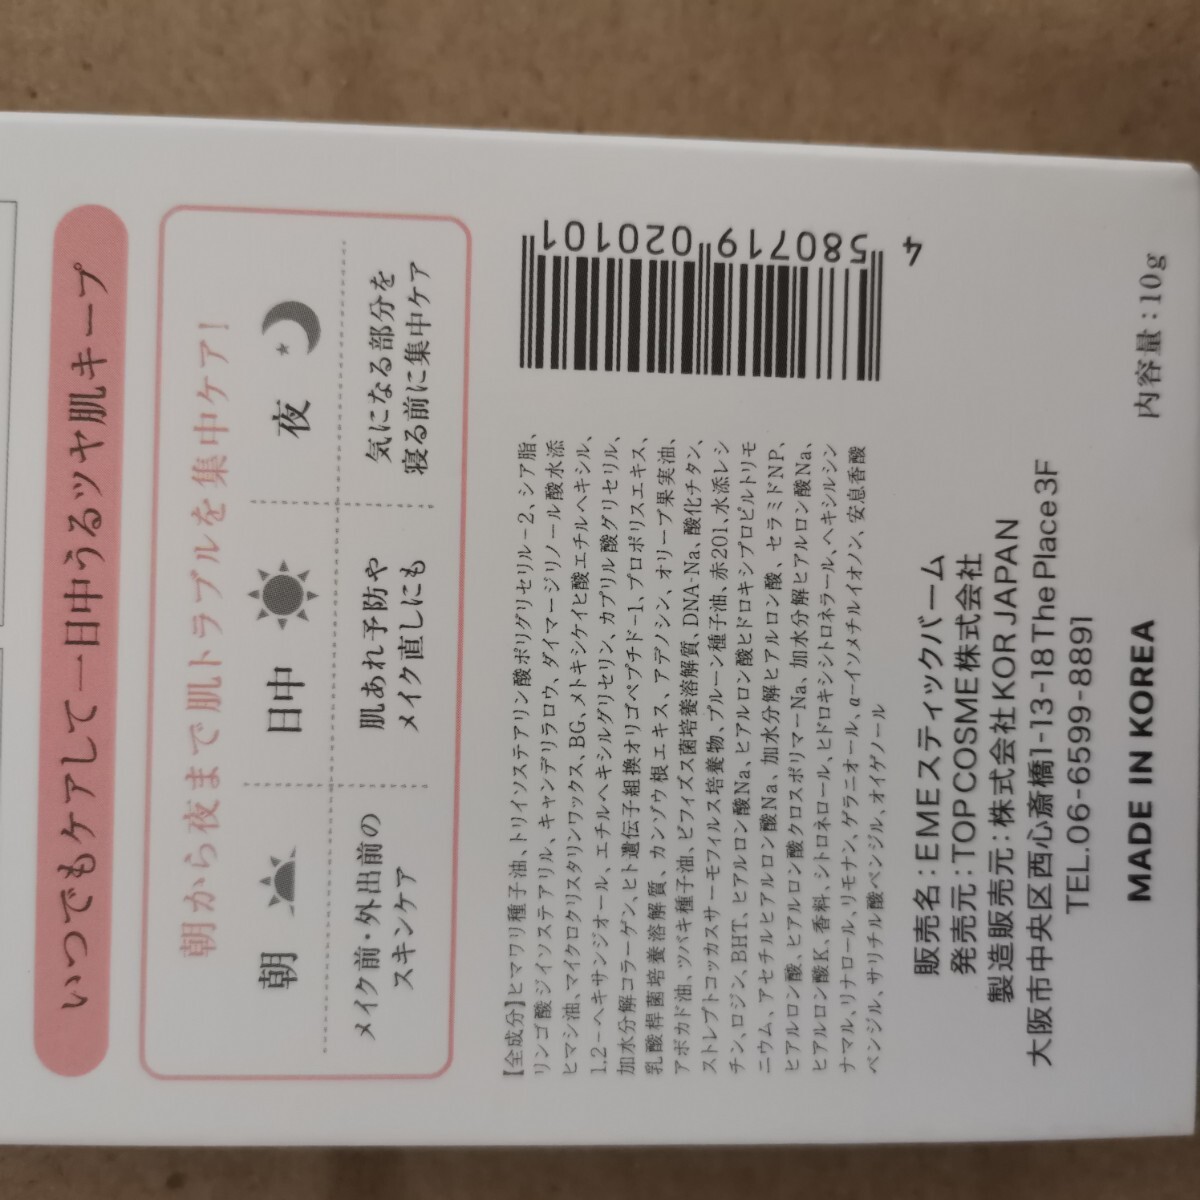 いつでもケアして一日中うるツヤ肌キープ
朝から夜まで肌トラブルを集中ケア!
朝
日中
夜
メイク前・外出前の
スキンケア
肌あれ予防や
メイク直しにも
気になる部分を
寝る前に集中ケア
【全成分】ヒマワリ種子油、トリイソステアリン酸ポリグリセリル-2、シア脂、
リンゴ酸ジイソステアリル、キャンデリラロウ、ダイマージリノール酸水添
ヒマシ油、マイクロクリスタリンワックス、BG、メトキシケイヒ酸エチルヘキシル、
1,2-ヘキサンジオール、エチルヘキシルグリセリン、カプリル酸グリセリル、
加水分解コラーゲン、ヒト遺伝子組換オリゴペプチド-1、プロポリスエキス、
乳酸桿菌培養溶解質、カンゾウ根エキス、アデノシン、オリーブ果実油、
アボカド油、ツバキ種子油、ビフィズス菌培養溶解質、DNA-Na、酸化チタン、
ストレプトコッカスサーモフィルス培養物、プルーン種子油、赤201、水添レシ
チン、ロジン、BHT、ヒアルロン酸Na、ヒアルロン酸ヒドロキシプロピルトリモ
ニウム、アセチルヒアルロン酸Na、加水分解ヒアルロン酸、セラミドNP、
ヒアルロン酸、ヒアルロン酸クロスポリマーNa、加水分解ヒアルロン酸Na、
ヒアルロン酸K、香料、シトロネロール、ヒドロキシシトロネラール、ヘキシルシン
ナマル、リナロール、リモナン、ゲラニオール、α-イソメチルイオノン、安息香酸
ベンジル、サリチル酸ベンジル、オイゲノール
4 580719 020101
販売名：EMEスティックバーム
発売元：TOP COSME株式会社
製造販売元：株式会社KOR JAPAN
大阪市中央区西心斎橋1-13-18 The Place 3F
TEL.06-6599-8891
MADE IN KOREA
内容量：10g